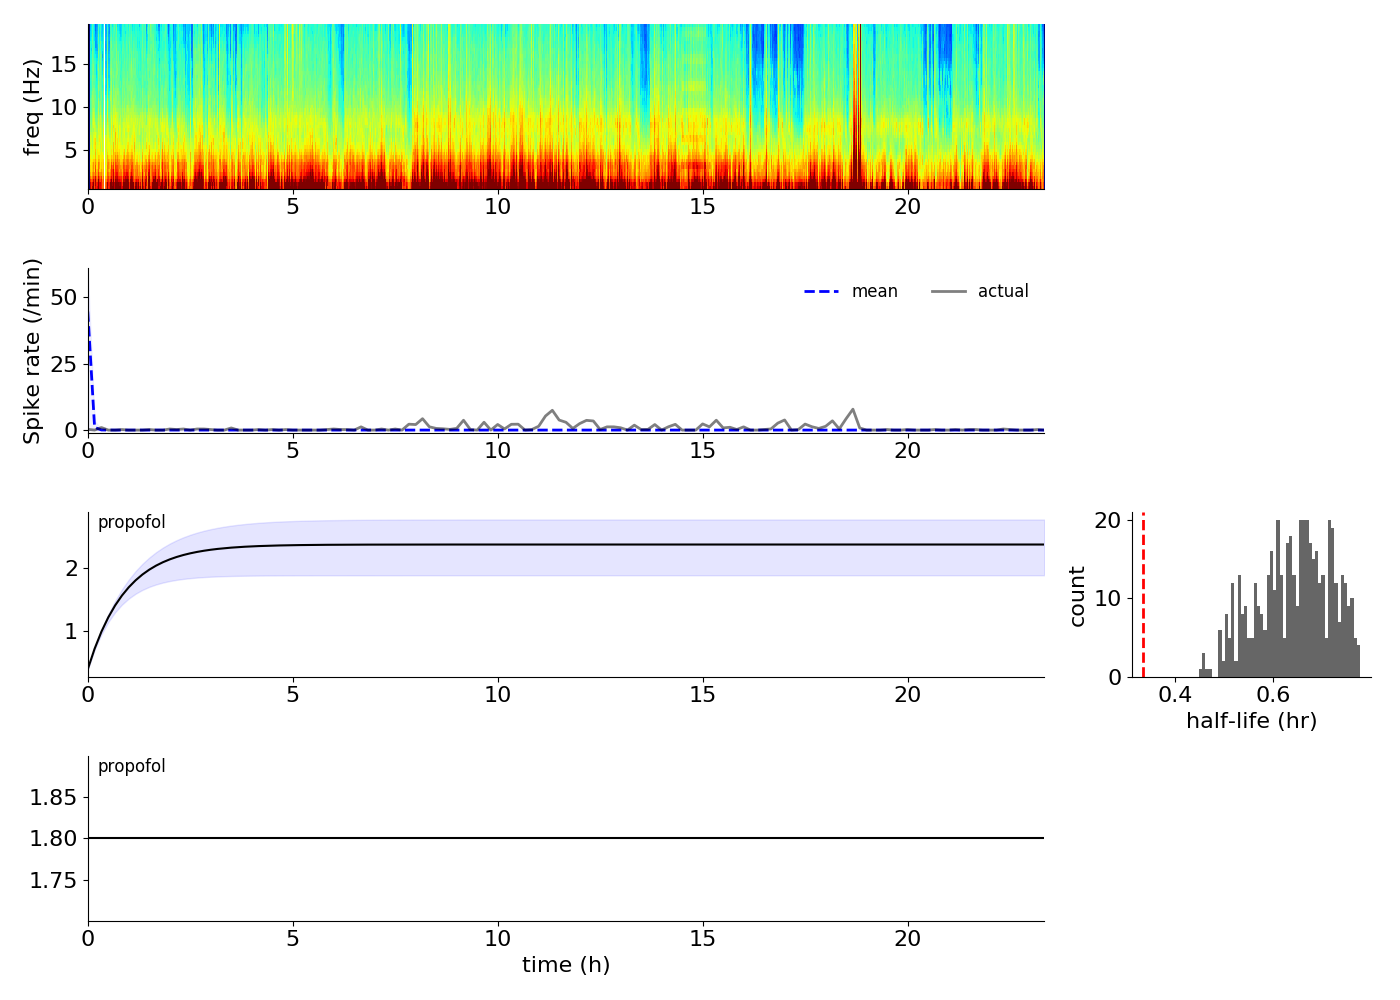 freq (Hz)
15
10
5
0 5 10 15 20
Spike rate (/min)
50
25
0
mean actual
0 5 10 15 20
propofol
2
1
0 5 10 15 20
count
20
10
0
0.4 0.6
half-life (hr)
propofol
1.85
1.80
1.75
0 5 10 15 20
time (h)